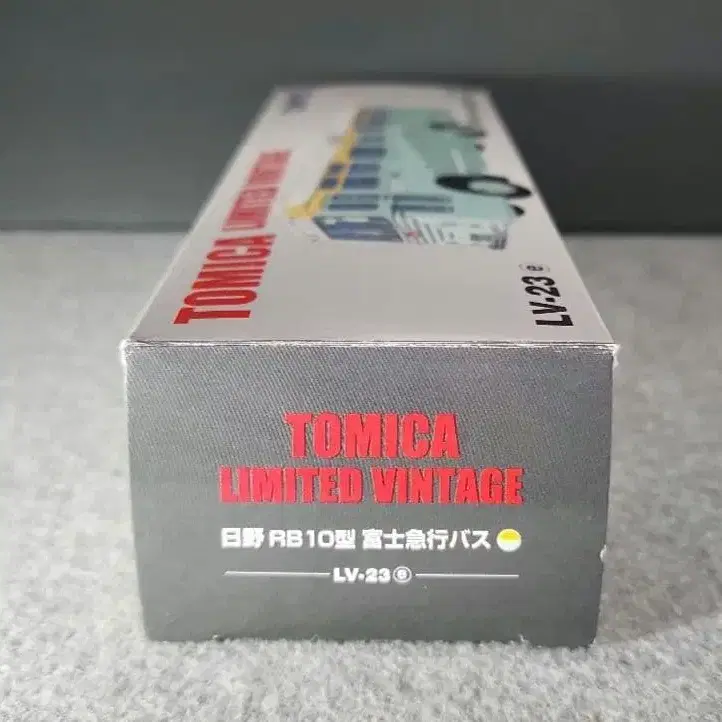 TOMICA LIMITED VINTAGE
LV-23 e
TOMICA
LIMITED VINTAGE
日野 RB10型 富士急行バス
LV-23 e